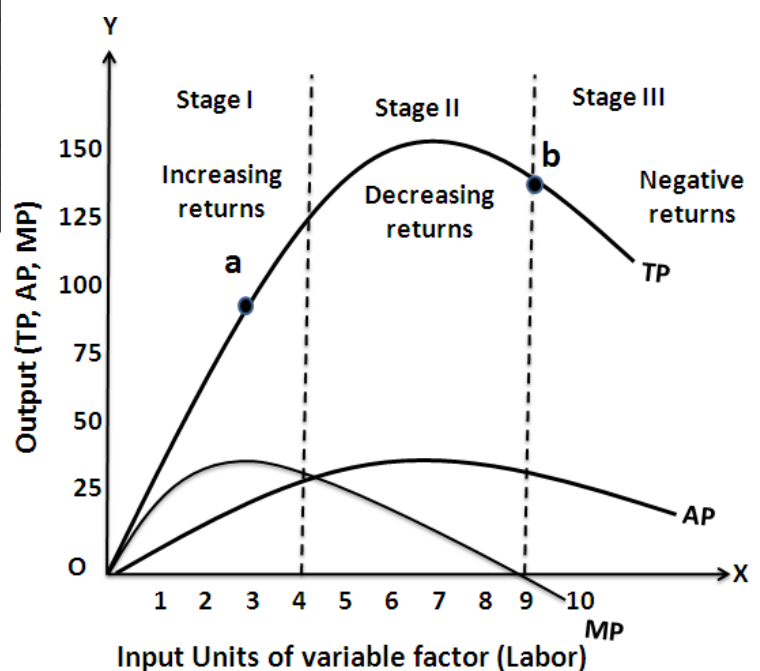 Y
Stage I
Stage II
Stage III
Increasing
returns
Decreasing
returns
Negative
returns
a
b
TP
150
125
100
75
50
25
O
Output (TP, AP, MP)
AP
X
1 2 3 4 5 6 7 8 9 10
MP
Input Units of variable factor (Labor)